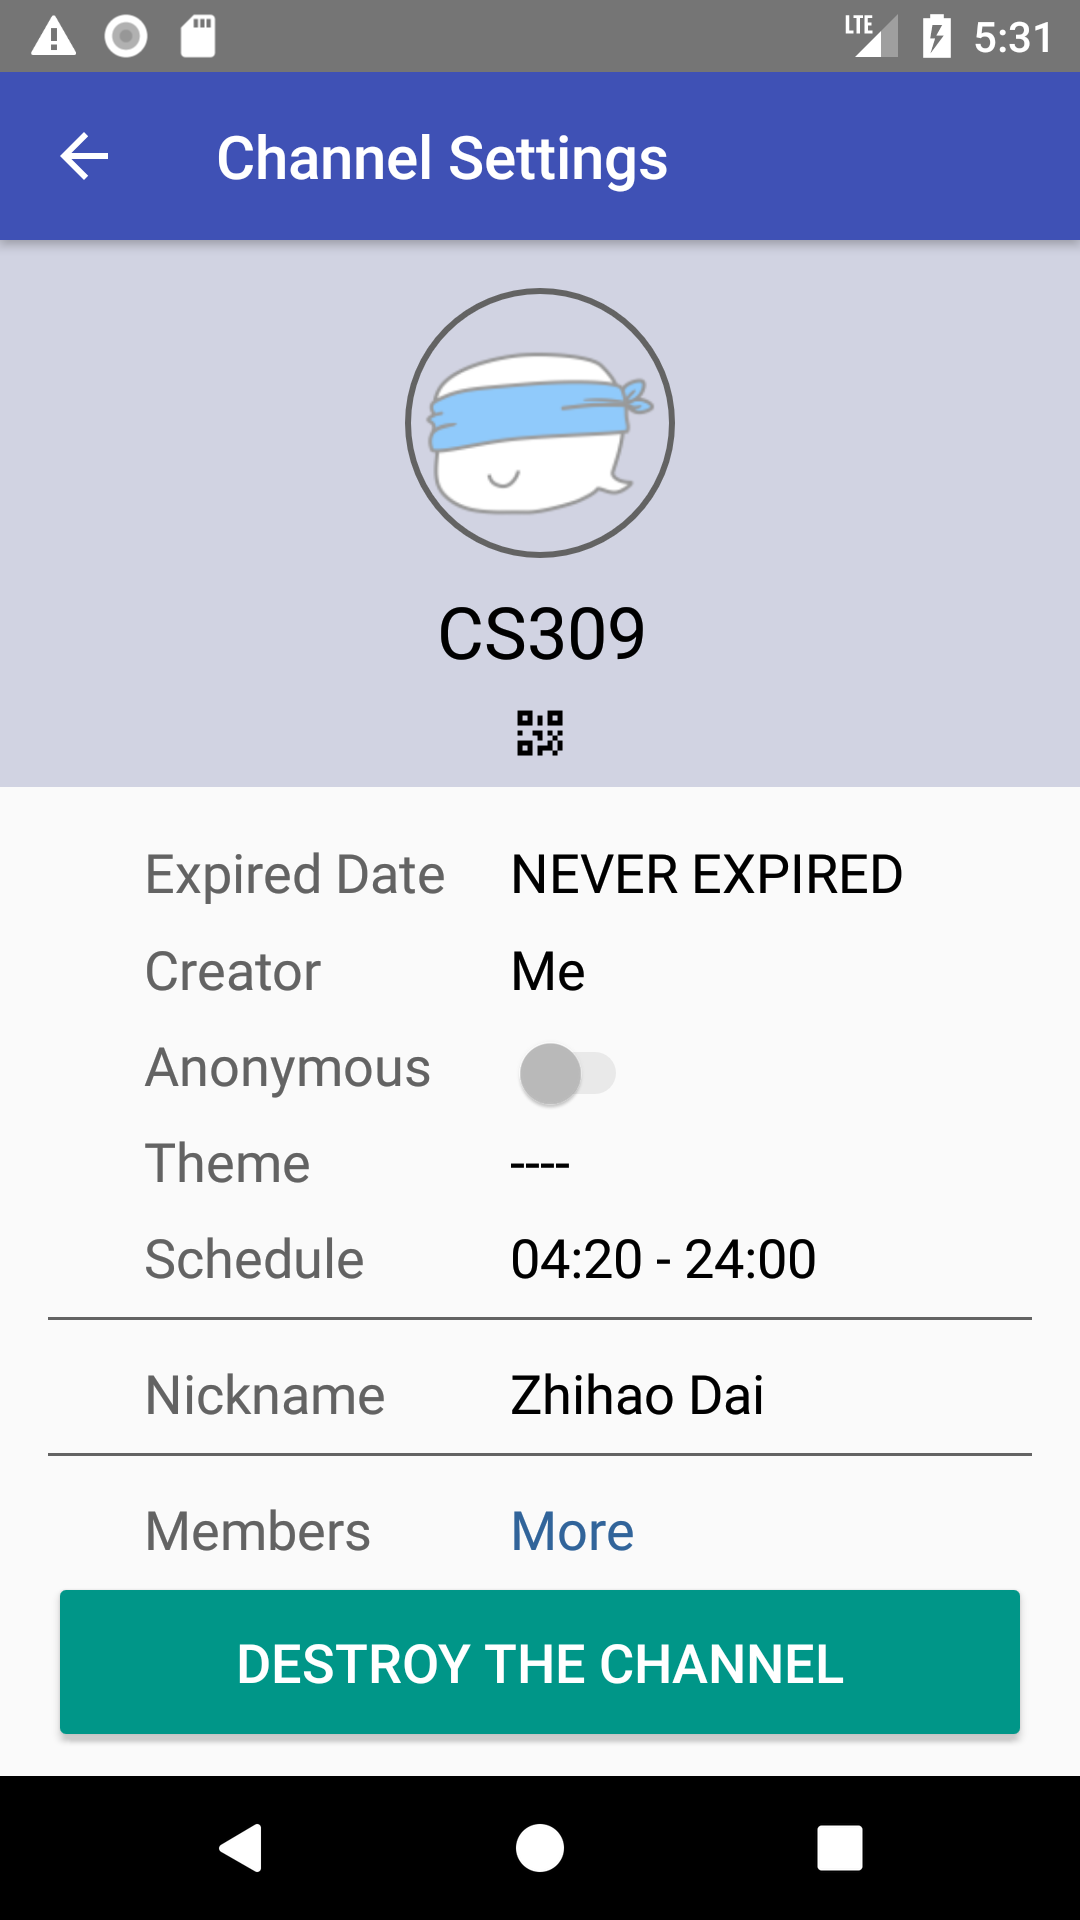 LTE 5:31
Channel Settings
CS309
Expired Date NEVER EXPIRED
Creator Me
Anonymous
Theme ----
Schedule 04:20 - 24:00
Nickname Zhihao Dai
Members More
DESTROY THE CHANNEL